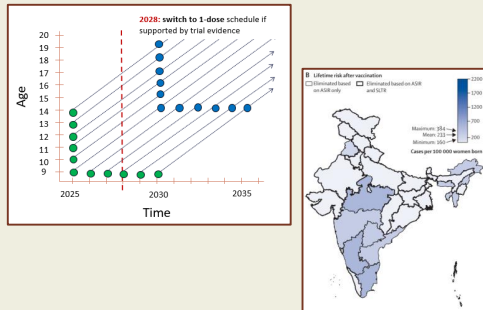 2028: switch to 1-dose schedule if
supported by trial evidence
20
19
18
17
16
15
14
13
12
11
10
9
Age
2025
2030
2035
Time
B Lifetime risk after vaccination
Eliminated based
on ASIR only
Eliminated based on ASIR
and SLTR
2200
1700
1200
700
200
Maximum: 384
Mean: 233
Minimum: 160
Cases per 100 000 women born